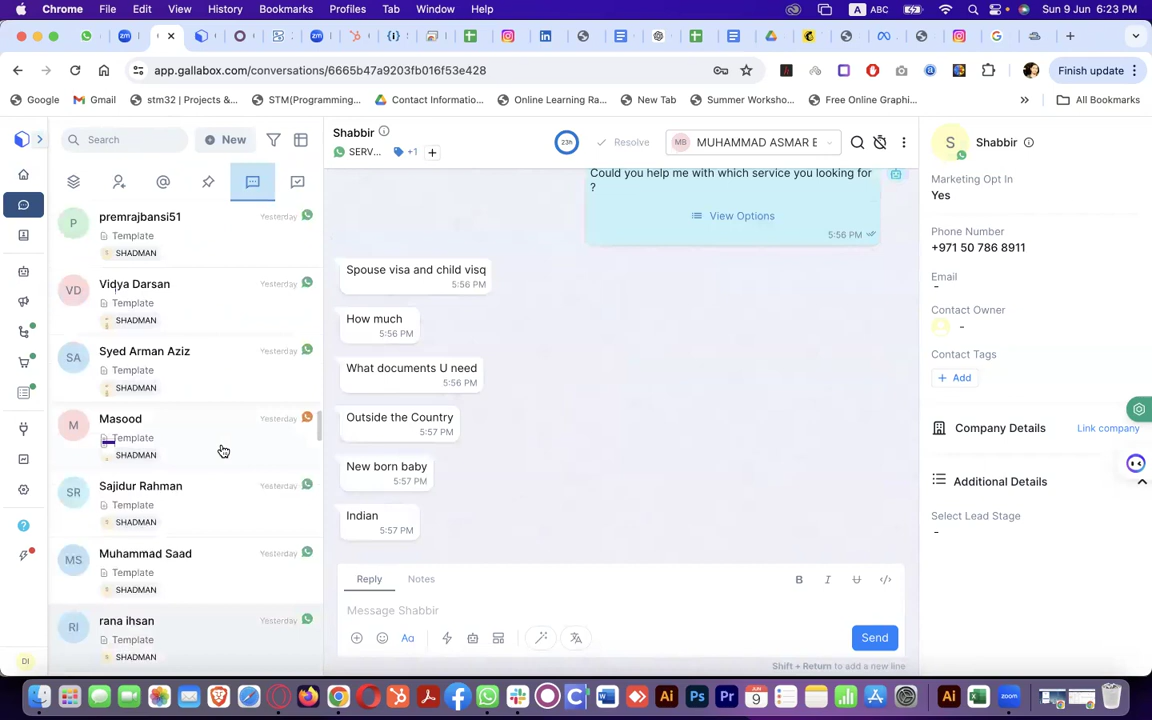 Chrome File Edit View History Bookmarks Profiles Tab Window Help A ABC Sun 9 Jun 6:23 PM
app.gallabox.com/conversations/6665b47a9203fb016f53e428 Finish update
Google Gmail stm32 | Projects &... STM(Programming... Contact Informatio... Online Learning Ra... New Tab Summer Worksho... Free Online Graphi... » All Bookmarks
Search New
premrajbansi51 Yesterday
Template
SHADMAN
Vidya Darsan Yesterday
Template
SHADMAN
Syed Arman Aziz Yesterday
Template
SHADMAN
Masood Yesterday
Template
SHADMAN
Sajidur Rahman Yesterday
Template
SHADMAN
Muhammad Saad Yesterday
Template
SHADMAN
rana ihsan Yesterday
Template
SHADMAN
P
VD
SA
M
SR
MS
RI
DI
Shabbir
SERV... +1
23h Resolve MB MUHAMMAD ASMAR E
Could you help me with which service you looking for
?
View Options
5:56 PM
Spouse visa and child visq
5:56 PM
How much
5:56 PM
What documents U need
5:56 PM
Outside the Country
5:57 PM
New born baby
5:57 PM
Indian
5:57 PM
Reply Notes B I U </>
Message Shabbir
Aa Send
Shift + Return to add a new line
S Shabbir
Marketing Opt In
Yes
Phone Number
+971 50 786 8911
Email
-
Contact Owner
-
Contact Tags
+ Add
Company Details Link company
Additional Details
Select Lead Stage
-